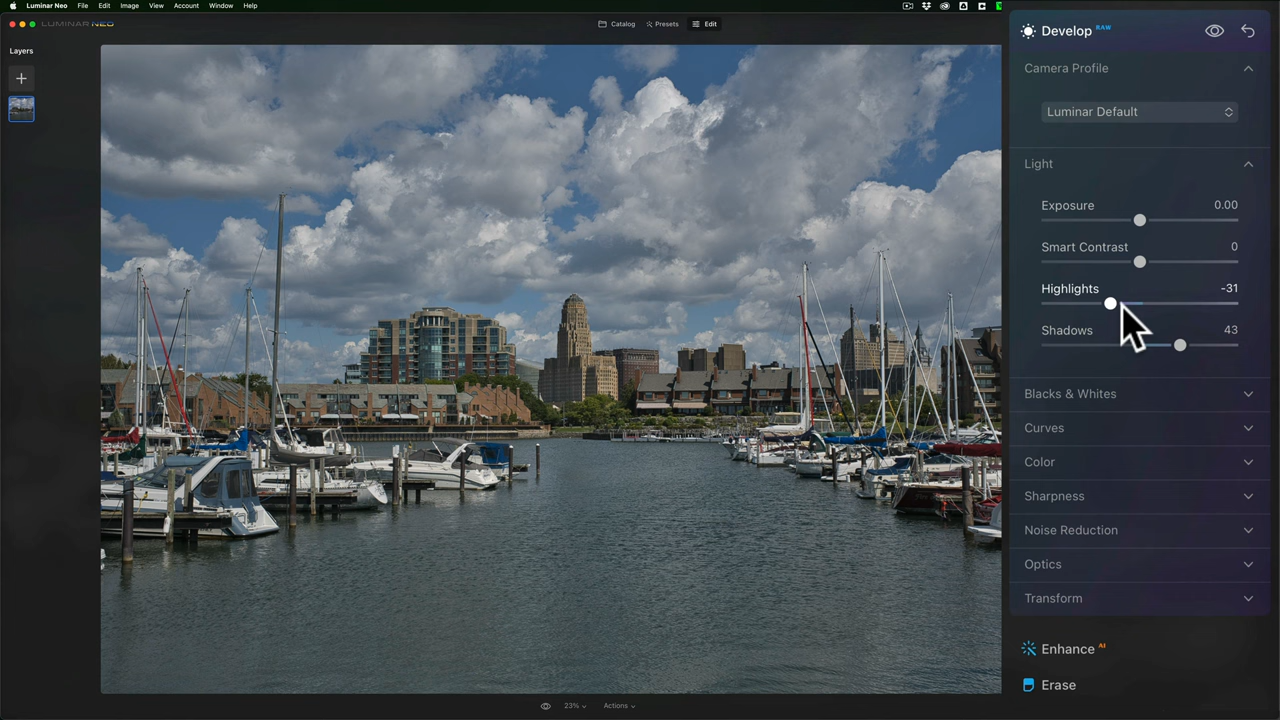 Luminar Neo File Edit Image View Account Window Help
LUMINAR NEO
Catalog Presets Edit
Layers
Develop RAW
Camera Profile
Luminar Default
Light
Exposure 0.00
Smart Contrast 0
Highlights -31
Shadows 43
Blacks & Whites
Curves
Color
Sharpness
Noise Reduction
Optics
Transform
Enhance AI
Erase
23% Actions